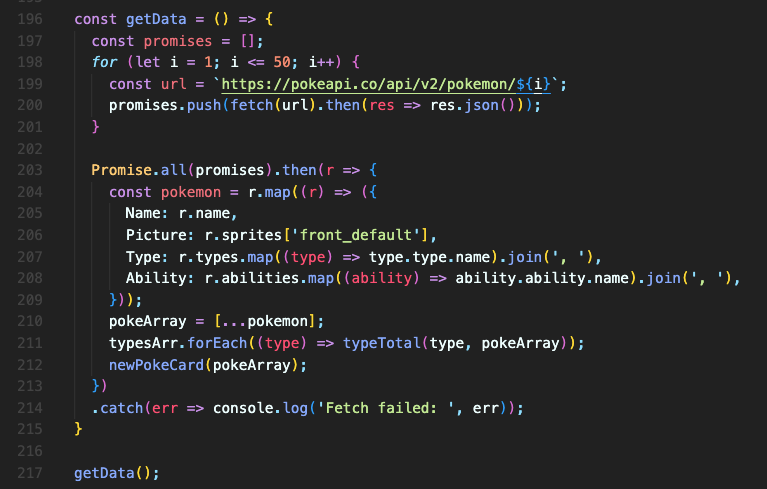 196 const getData = () => {
197 const promises = [];
198 for (let i = 1; i <= 50; i++) {
199 const url = `https://pokeapi.co/api/v2/pokemon/${i}`;
200 promises.push(fetch(url).then(res => res.json()));
201 }
202
203 Promise.all(promises).then(r => {
204 const pokemon = r.map((r) => ({
205 Name: r.name,
206 Picture: r.sprites['front_default'],
207 Type: r.types.map((type) => type.type.name).join(', '),
208 Ability: r.abilities.map((ability) => ability.ability.name).join(', '),
209 }));
210 pokeArray = [...pokemon];
211 typesArr.forEach((type) => typeTotal(type, pokeArray));
212 newPokeCard(pokeArray);
213 })
214 .catch(err => console.log('Fetch failed: ', err));
215 }
216
217 getData();